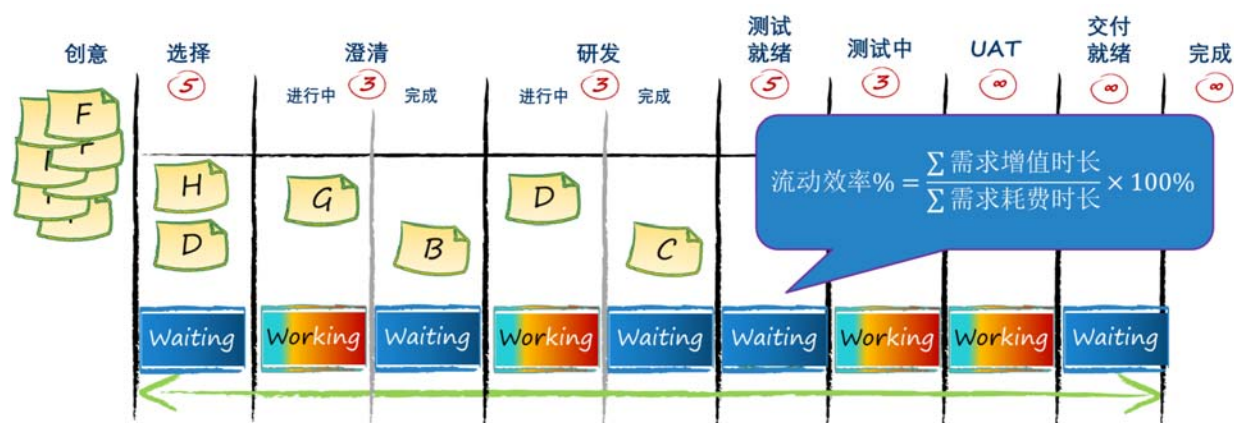 创意
选择
澄清
研发
测试
就绪
测试中
UAT
交付
就绪
完成
5
3
3
5
3
∞
∞
∞
进行中
完成
进行中
完成
F
H
G
D
D
B
C
流动效率% = ∑ 需求增值时长 / ∑ 需求耗费时长 × 100%
Waiting
Working
Waiting
Working
Waiting
Waiting
Working
Working
Waiting